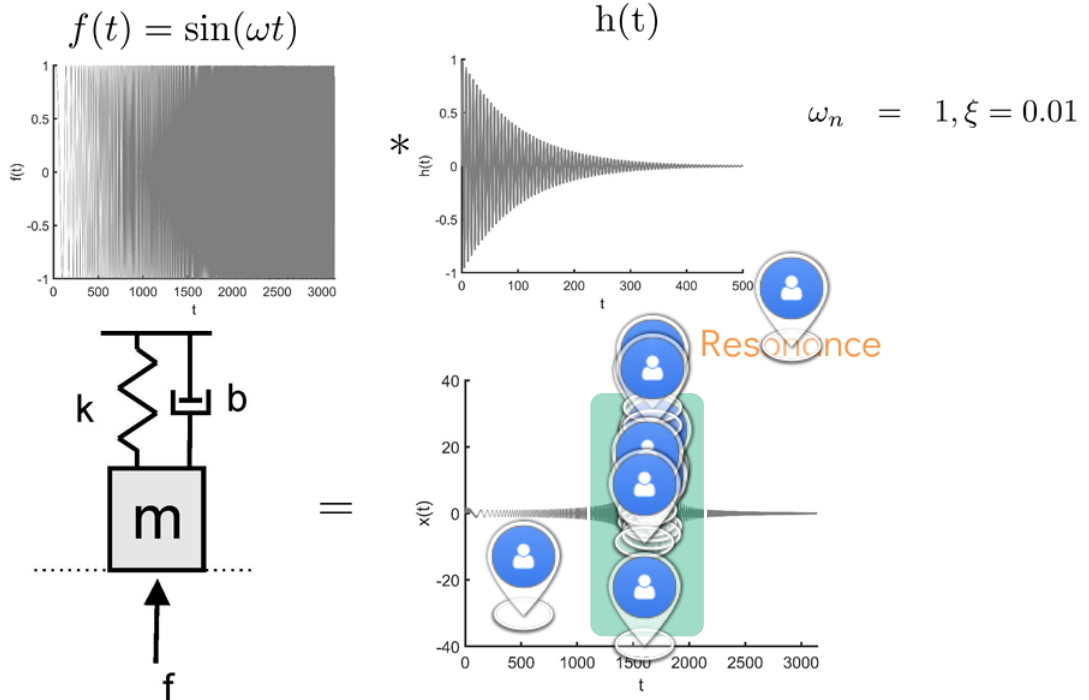 f(t) = sin(ωt)
h(t)
1
0.5
0
-0.5
-1
f(t)
0 500 1000 1500 2000 2500 3000
t
*
1
0.5
0
-0.5
-1
h(t)
0 100 200 300 400 500
t
ωₙ = 1, ξ = 0.01
k
b
m
f
=
Resonance
40
20
0
-20
-40
x(t)
0 500 1000 1500 2000 2500 3000
t